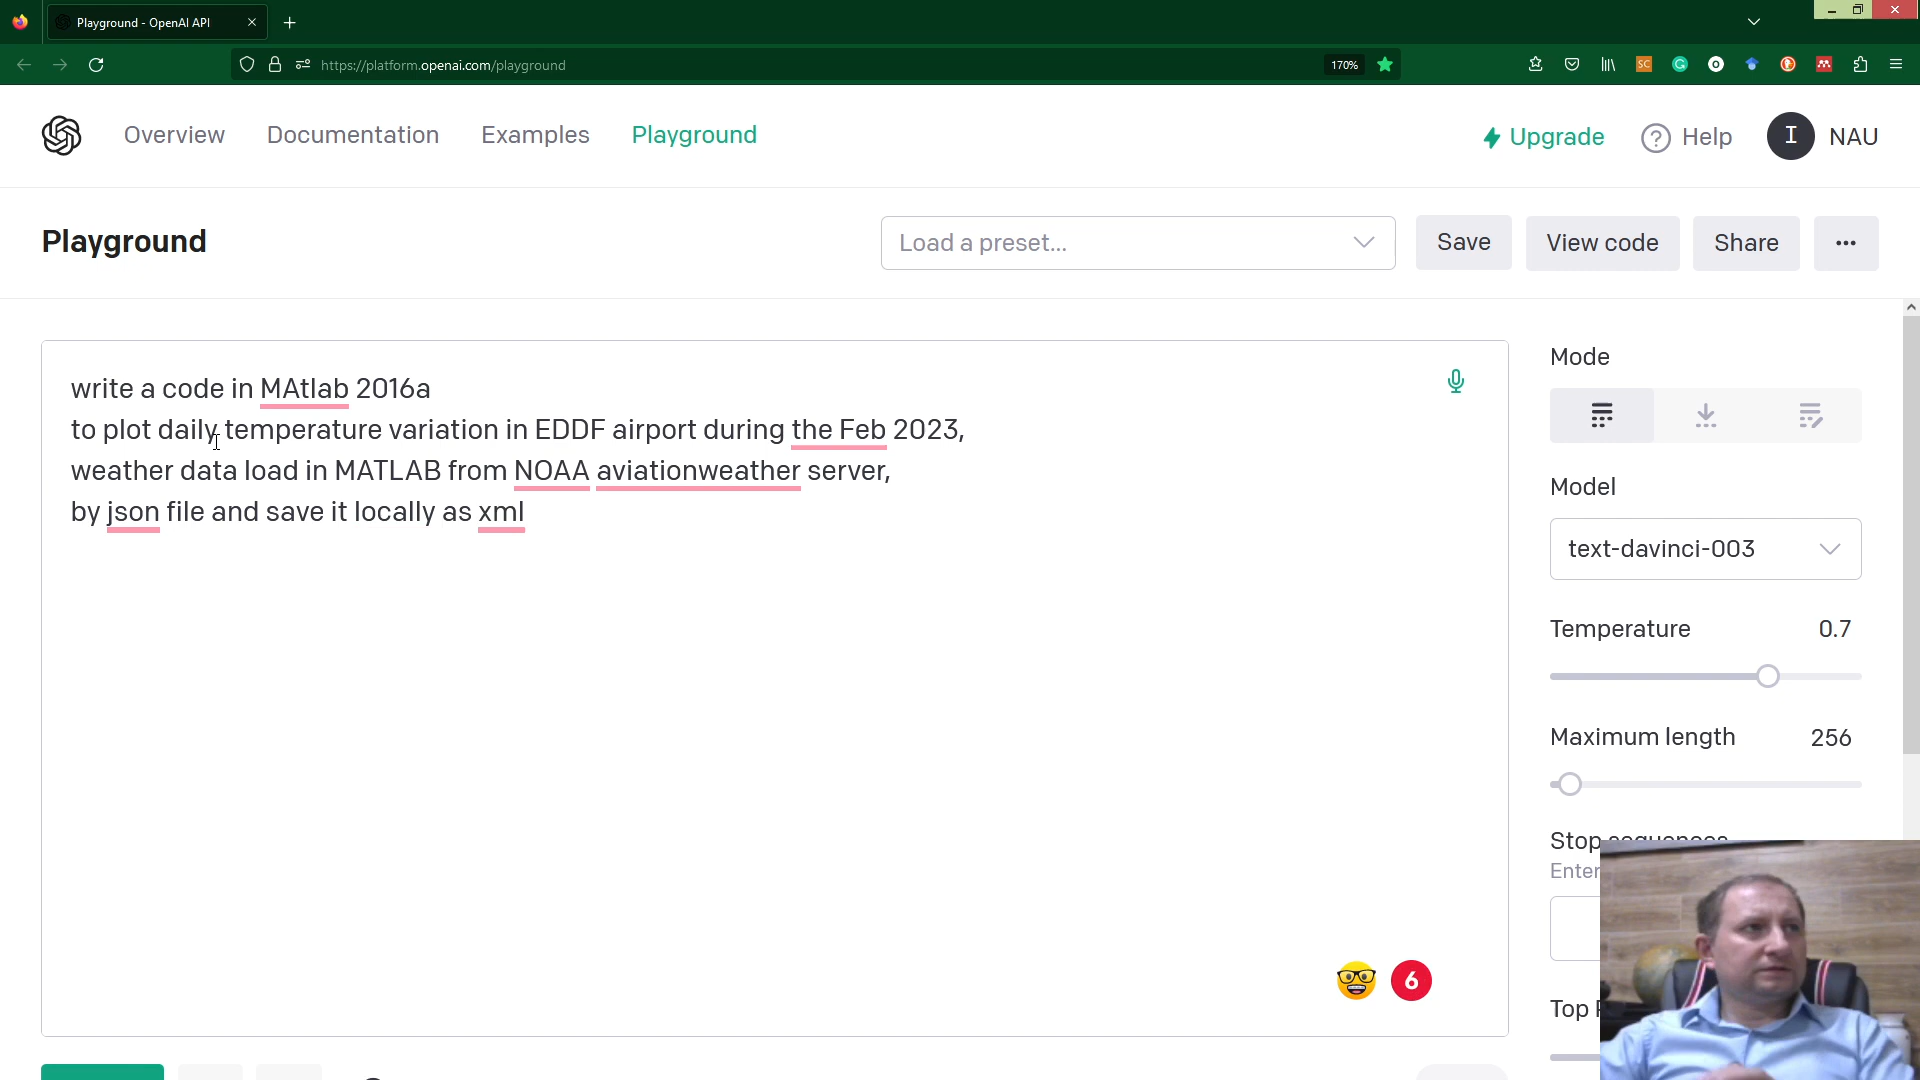 Playground - OpenAI API
https://platform.openai.com/playground
170%
SC
Overview
Documentation
Examples
Playground
Upgrade
? Help
I
NAU
Playground
Load a preset...
Save
View code
Share
write a code in MAtlab 2016a
to plot daily temperature variation in EDDF airport during the Feb 2023,
weather data load in MATLAB from NOAA aviationweather server,
by json file and save it locally as xml
6
Mode
Model
text-davinci-003
Temperature
0.7
Maximum length
256
Stop sequences
Enter
Top P